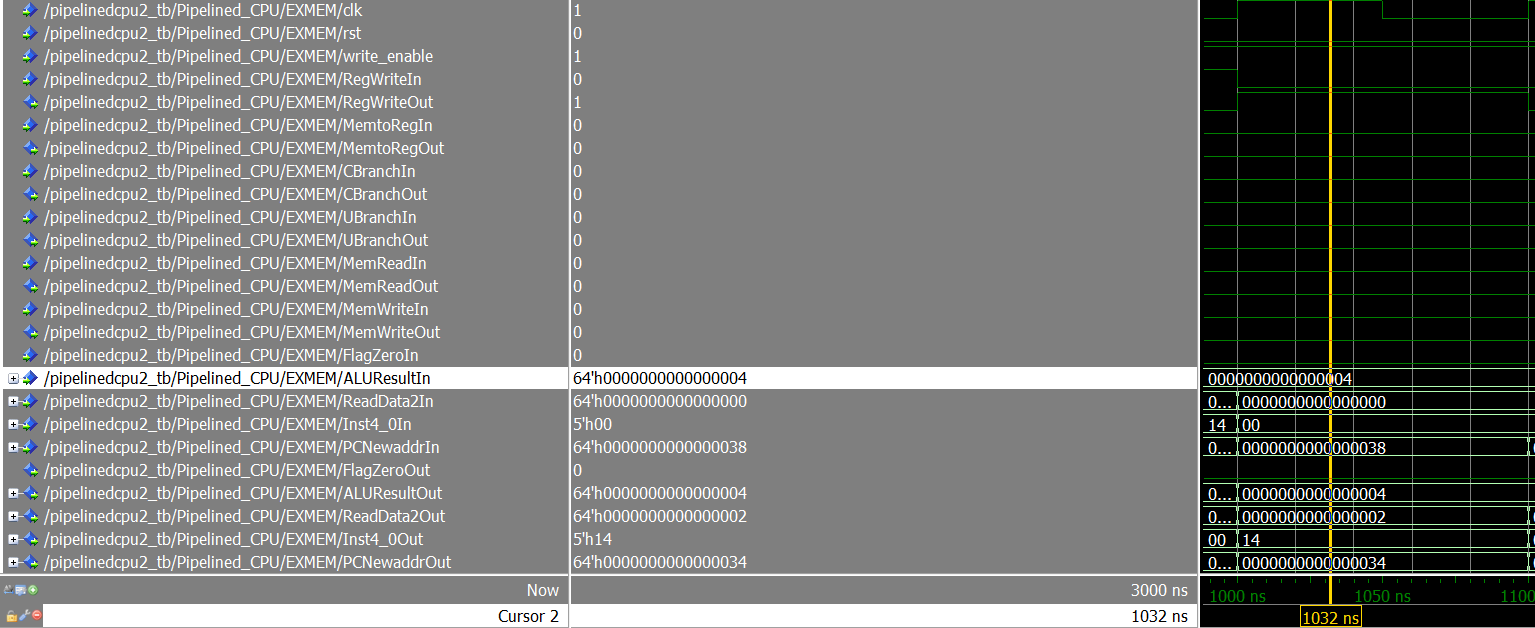 /pipelinedcpu2_tb/Pipelined_CPU/EXMEM/clk 1
/pipelinedcpu2_tb/Pipelined_CPU/EXMEM/rst 0
/pipelinedcpu2_tb/Pipelined_CPU/EXMEM/write_enable 1
/pipelinedcpu2_tb/Pipelined_CPU/EXMEM/RegWriteIn 0
/pipelinedcpu2_tb/Pipelined_CPU/EXMEM/RegWriteOut 1
/pipelinedcpu2_tb/Pipelined_CPU/EXMEM/MemtoRegIn 0
/pipelinedcpu2_tb/Pipelined_CPU/EXMEM/MemtoRegOut 0
/pipelinedcpu2_tb/Pipelined_CPU/EXMEM/CBranchIn 0
/pipelinedcpu2_tb/Pipelined_CPU/EXMEM/CBranchOut 0
/pipelinedcpu2_tb/Pipelined_CPU/EXMEM/UBranchIn 0
/pipelinedcpu2_tb/Pipelined_CPU/EXMEM/UBranchOut 0
/pipelinedcpu2_tb/Pipelined_CPU/EXMEM/MemReadIn 0
/pipelinedcpu2_tb/Pipelined_CPU/EXMEM/MemReadOut 0
/pipelinedcpu2_tb/Pipelined_CPU/EXMEM/MemWriteIn 0
/pipelinedcpu2_tb/Pipelined_CPU/EXMEM/MemWriteOut 0
/pipelinedcpu2_tb/Pipelined_CPU/EXMEM/FlagZeroIn 0
/pipelinedcpu2_tb/Pipelined_CPU/EXMEM/ALUResultIn 64'h0000000000000004 0000000000000004
/pipelinedcpu2_tb/Pipelined_CPU/EXMEM/ReadData2In 64'h0000000000000000 0... 0000000000000000
/pipelinedcpu2_tb/Pipelined_CPU/EXMEM/Inst4_0In 5'h00 14 00
/pipelinedcpu2_tb/Pipelined_CPU/EXMEM/PCNewaddrIn 64'h0000000000000038 0... 0000000000000038
/pipelinedcpu2_tb/Pipelined_CPU/EXMEM/FlagZeroOut 0
/pipelinedcpu2_tb/Pipelined_CPU/EXMEM/ALUResultOut 64'h0000000000000004 0... 0000000000000004
/pipelinedcpu2_tb/Pipelined_CPU/EXMEM/ReadData2Out 64'h0000000000000002 0... 0000000000000002
/pipelinedcpu2_tb/Pipelined_CPU/EXMEM/Inst4_0Out 5'h14 00 14
/pipelinedcpu2_tb/Pipelined_CPU/EXMEM/PCNewaddrOut 64'h0000000000000034 0... 0000000000000034
Now 3000 ns 1000 ns 1050 ns 1100
Cursor 2 1032 ns 1032 ns